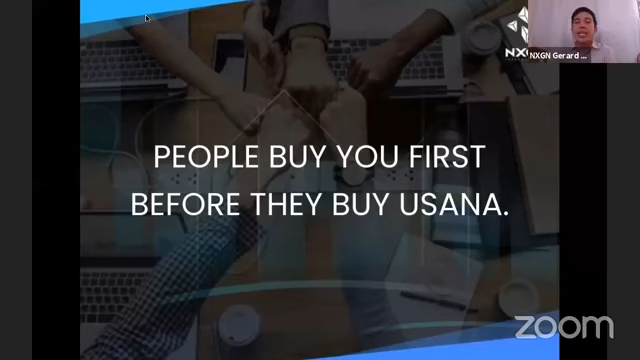 NXGN Gerard ...
PEOPLE BUY YOU FIRST
BEFORE THEY BUY USANA.
zoom